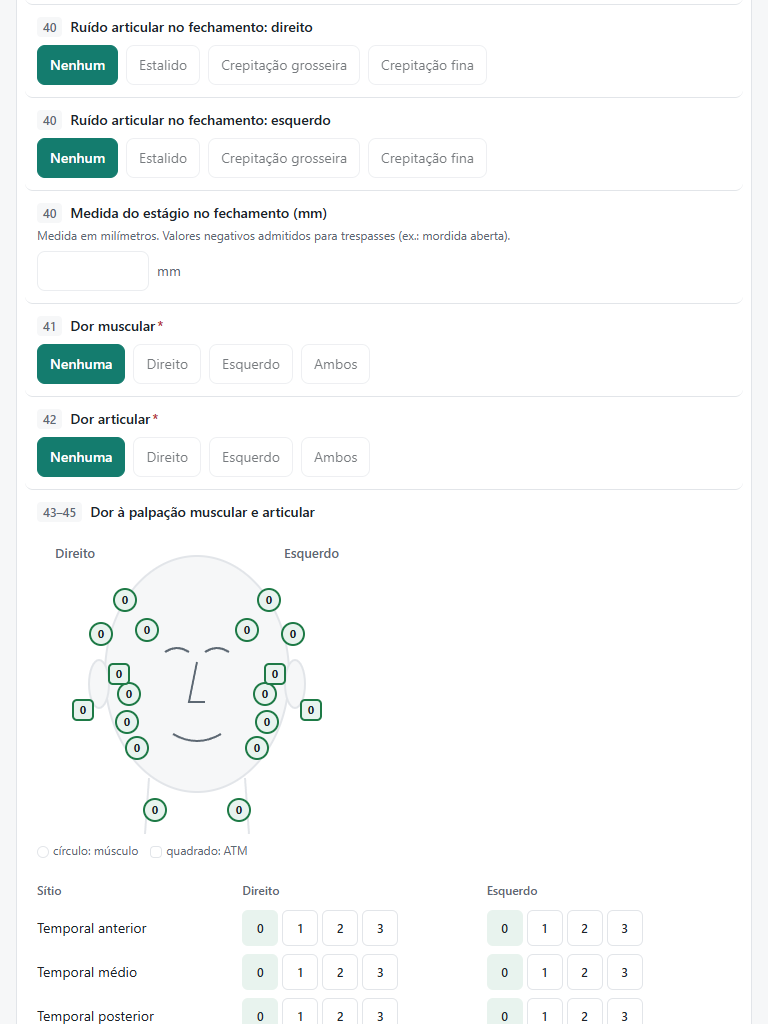 40 Ruído articular no fechamento: direito
Nenhum Estalido Crepitação grosseira Crepitação fina
40 Ruído articular no fechamento: esquerdo
Nenhum Estalido Crepitação grosseira Crepitação fina
40 Medida do estágio no fechamento (mm)
Medida em milímetros. Valores negativos admitidos para trespasses (ex.: mordida aberta).
mm
41 Dor muscular*
Nenhuma Direito Esquerdo Ambos
42 Dor articular*
Nenhuma Direito Esquerdo Ambos
43–45 Dor à palpação muscular e articular
Direito Esquerdo
0 0
0 0 0 0
0 0
0 0
0 0
0 0
0 0
0 0
círculo: músculo quadrado: ATM
Sítio Direito Esquerdo
Temporal anterior 0 1 2 3 0 1 2 3
Temporal médio 0 1 2 3 0 1 2 3
Temporal posterior 0 1 2 3 0 1 2 3